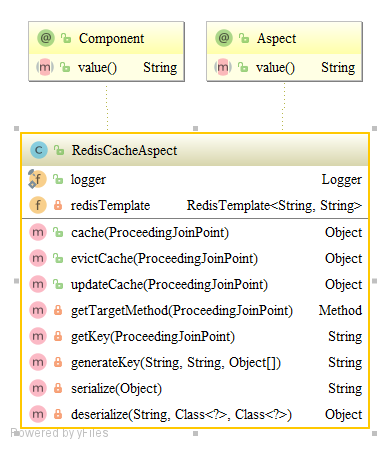 Component
value() String
Aspect
value() String
RedisCacheAspect
logger Logger
redisTemplate RedisTemplate<String, String>
cache(ProceedingJoinPoint) Object
evictCache(ProceedingJoinPoint) Object
updateCache(ProceedingJoinPoint) Object
getTargetMethod(ProceedingJoinPoint) Method
getKey(ProceedingJoinPoint) String
generateKey(String, String, Object[]) String
serialize(Object) String
deserialize(String, Class<?>, Class<?>) Object
Powered by yFiles